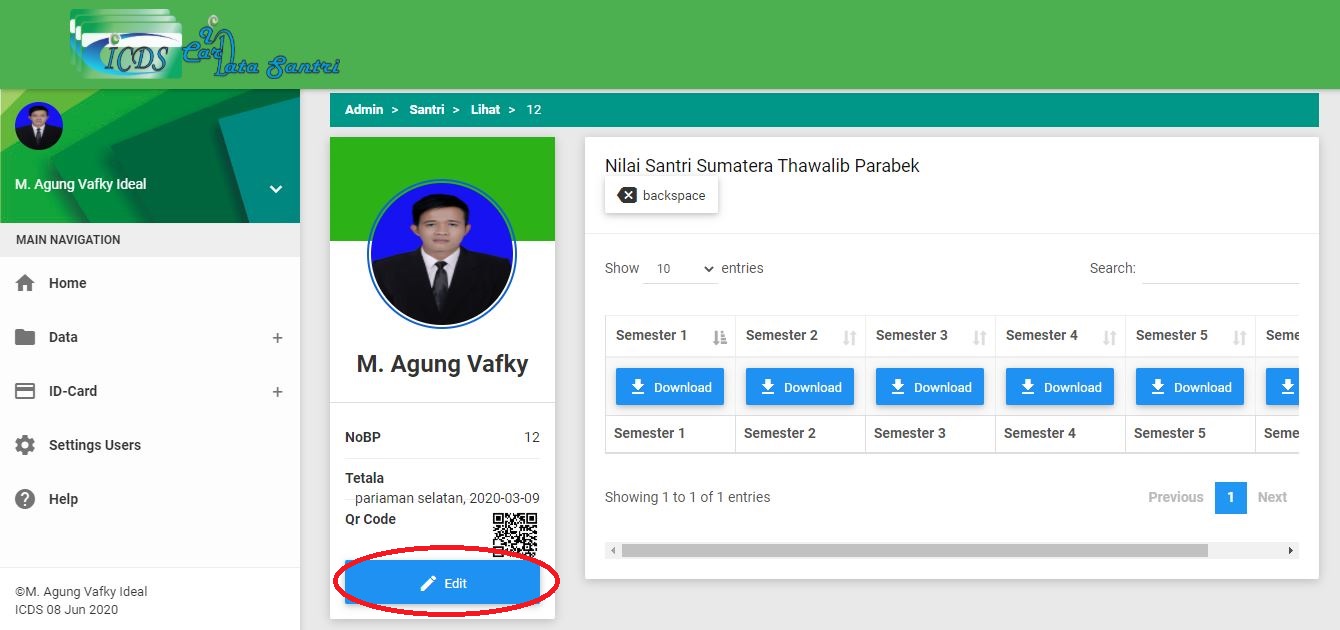 iCDS Card Data Santri
M. Agung Vafky Ideal
MAIN NAVIGATION
Home
Data +
ID-Card +
Settings Users
Help
©M. Agung Vafky Ideal
ICDS 08 Jun 2020
Admin > Santri > Lihat > 12
M. Agung Vafky
NoBP 12
Tetala
pariaman selatan, 2020-03-09
Qr Code
Edit
Nilai Santri Sumatera Thawalib Parabek
backspace
Show 10 entries Search:
Semester 1 Semester 2 Semester 3 Semester 4 Semester 5 Seme
Download Download Download Download Download
Semester 1 Semester 2 Semester 3 Semester 4 Semester 5 Seme
Showing 1 to 1 of 1 entries Previous 1 Next